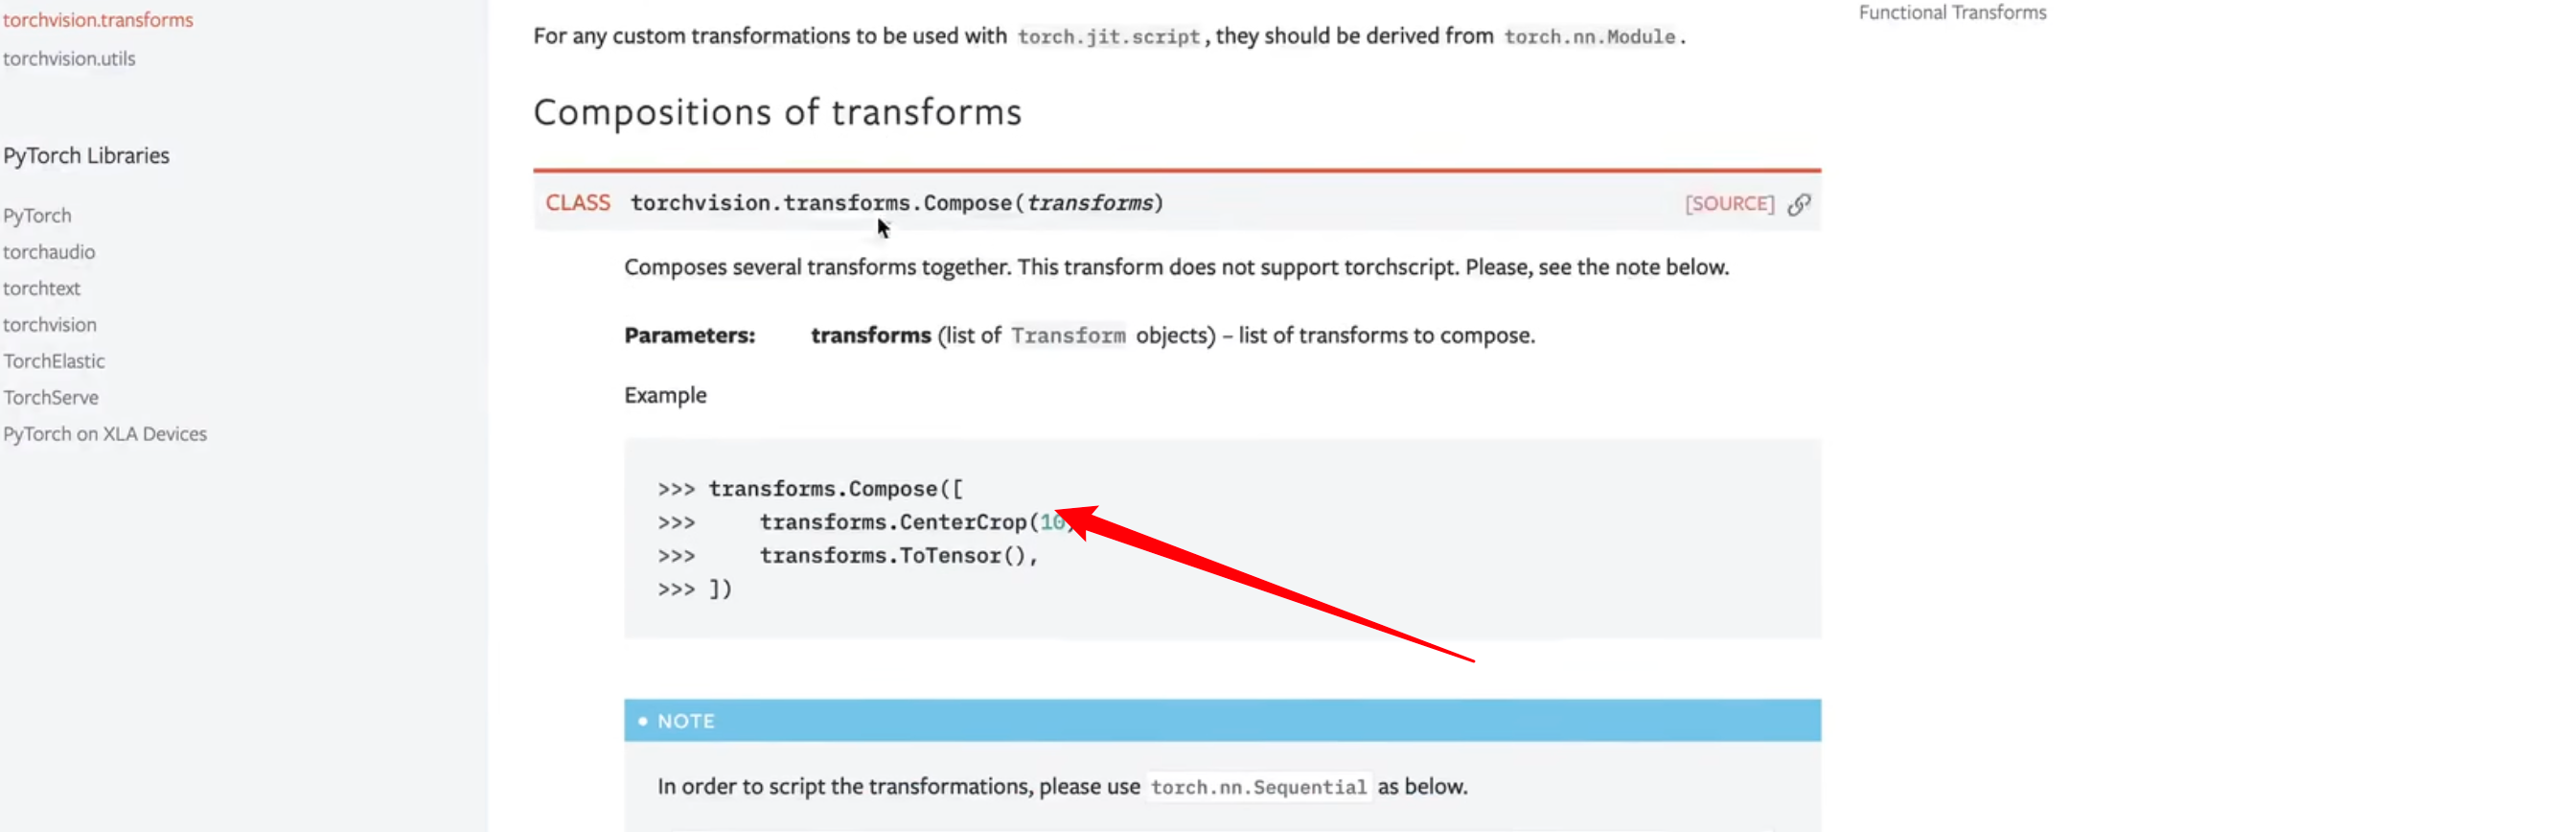 torchvision.transforms
torchvision.utils
PyTorch Libraries
PyTorch
torchaudio
torchtext
torchvision
TorchElastic
TorchServe
PyTorch on XLA Devices
For any custom transformations to be used with torch.jit.script, they should be derived from torch.nn.Module.
Compositions of transforms
CLASS torchvision.transforms.Compose(transforms) [SOURCE]
Composes several transforms together. This transform does not support torchscript. Please, see the note below.
Parameters: transforms (list of Transform objects) – list of transforms to compose.
Example
>>> transforms.Compose([
>>>     transforms.CenterCrop(10)
>>>     transforms.ToTensor(),
>>> ])
NOTE
In order to script the transformations, please use torch.nn.Sequential as below.
Functional Transforms